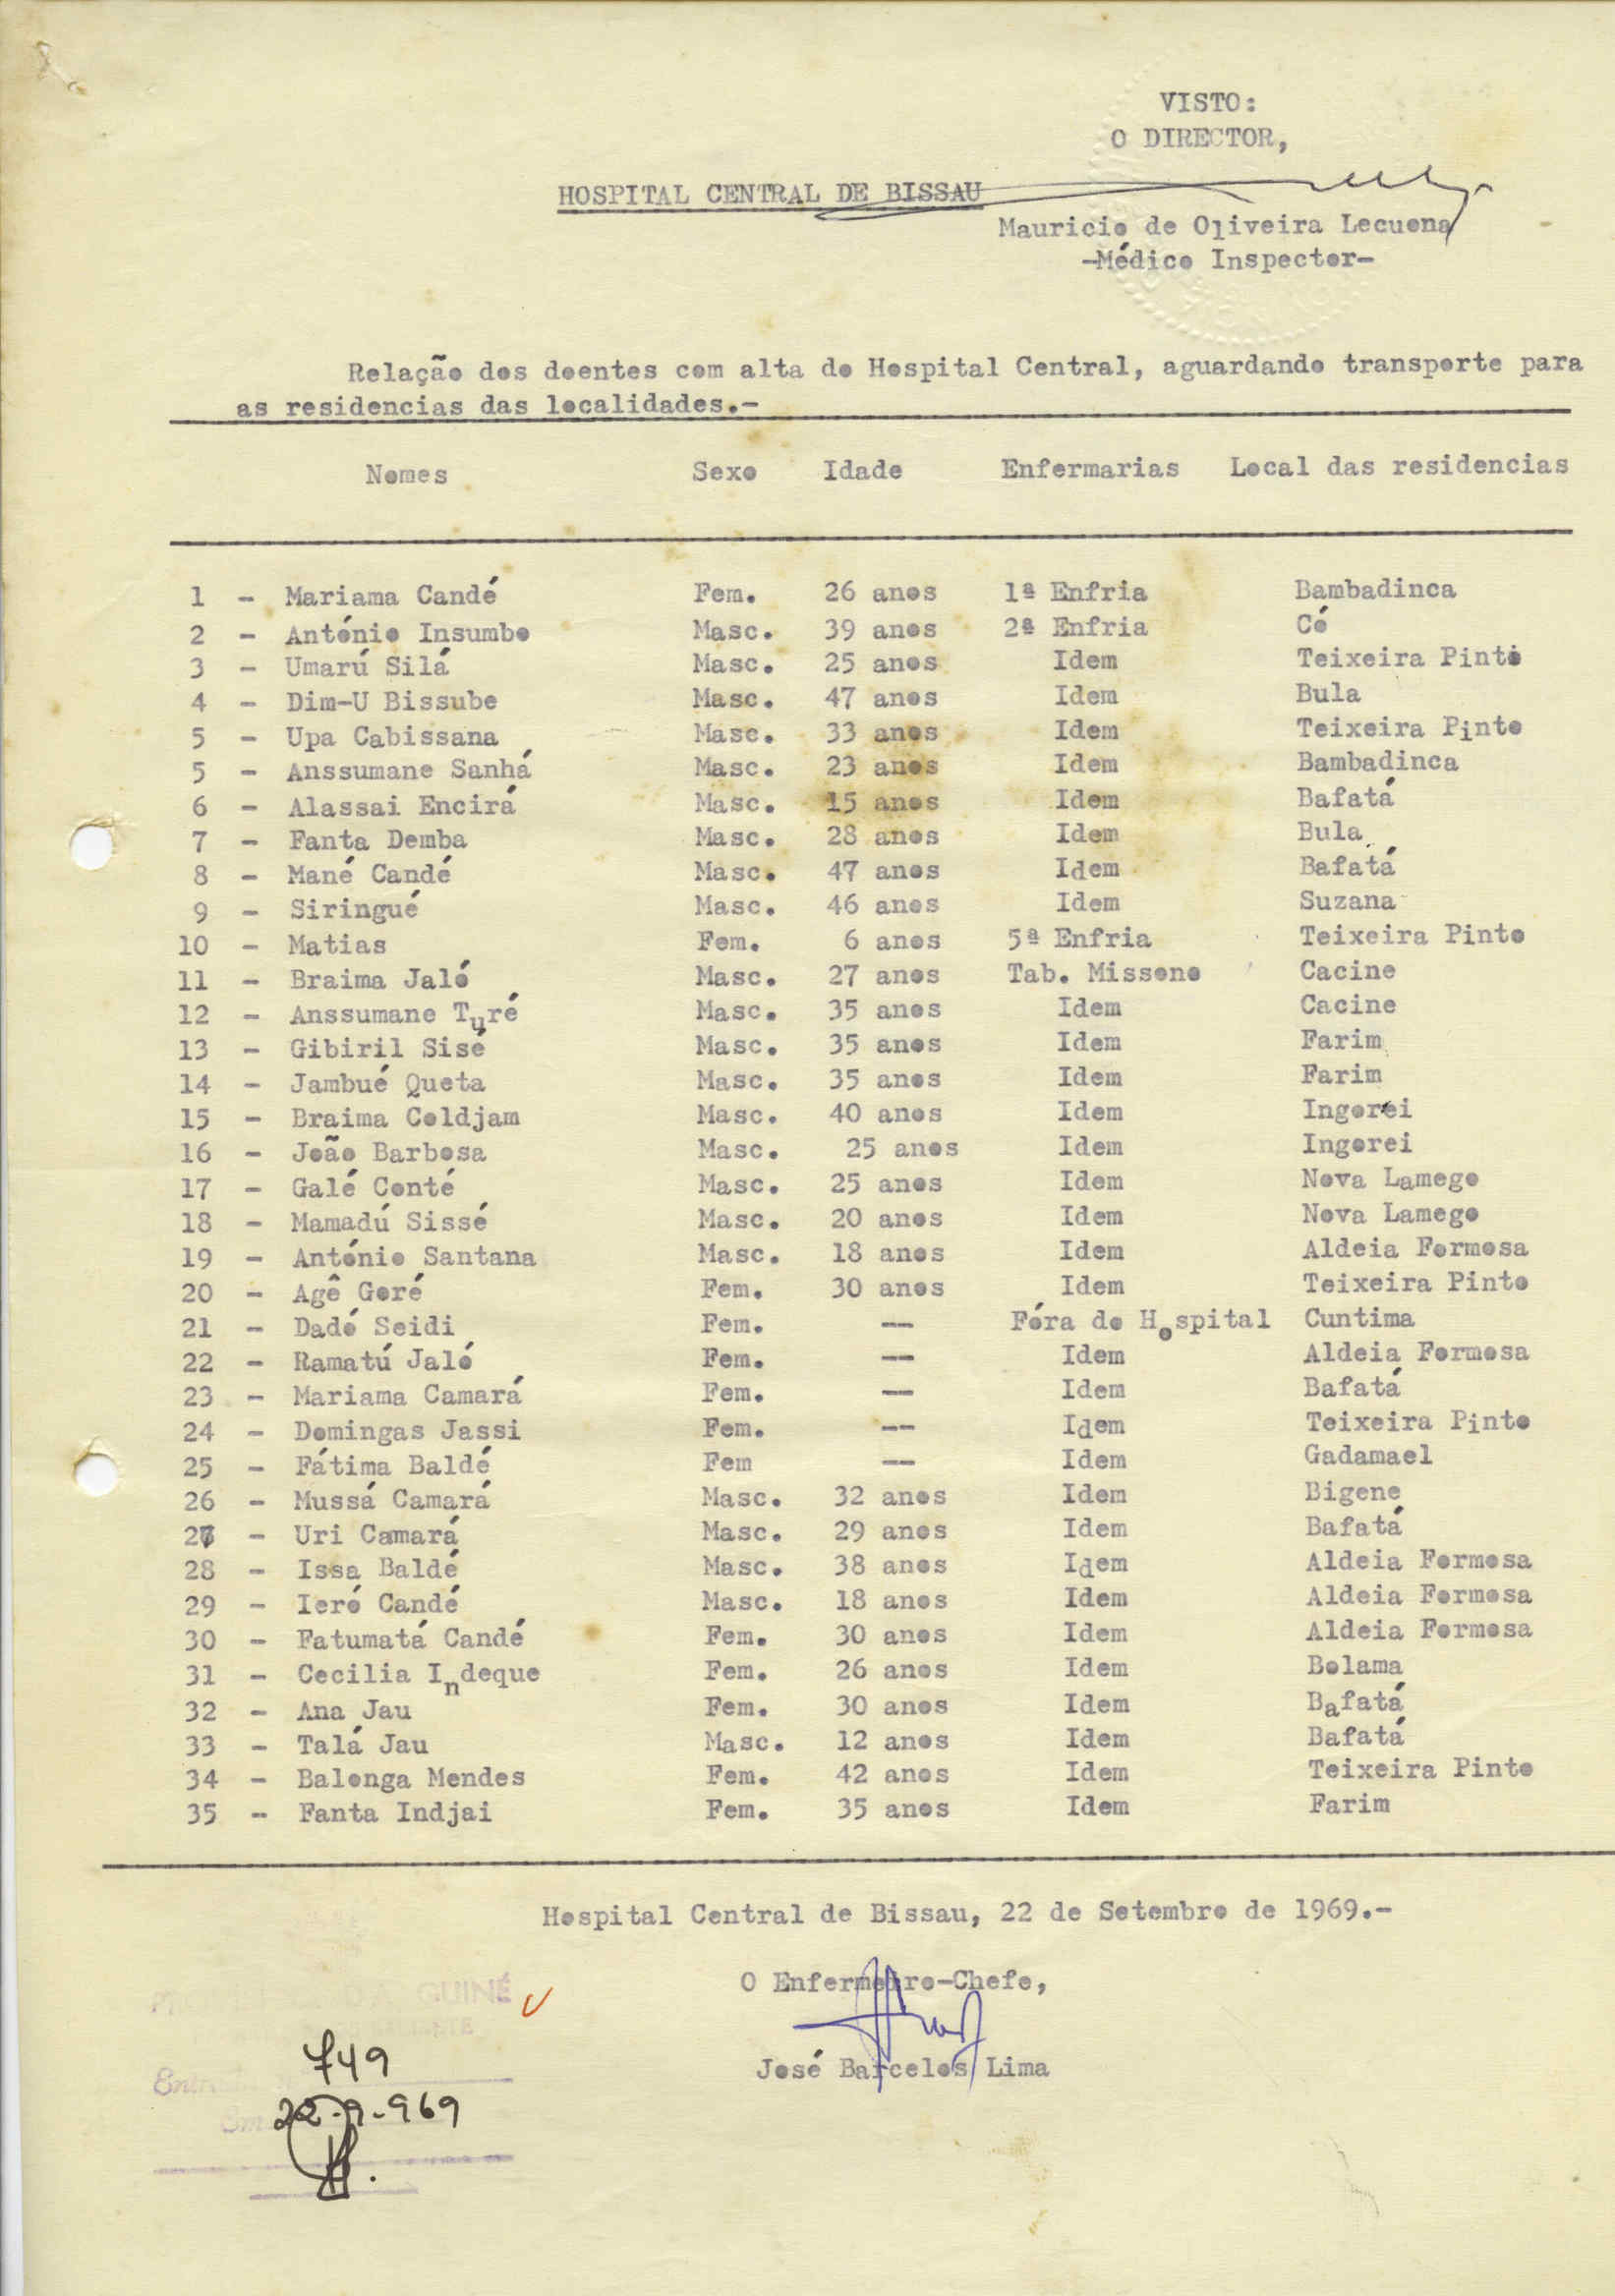 VISTO:
O DIRECTOR,
HOSPITAL CENTRAL DE BISSAU
Mauricio de Oliveira Lecuona
-Médico Inspector-
Relação dos doentes com alta do Hospital Central, aguardando transporte para
as residencias das localidades.-
Nomes Sexo Idade Enfermarias Local das residencias
1 - Mariama Candé Fem. 26 anos 1ª Enfria Bambadinca
2 - António Insumbo Masc. 39 anos 2ª Enfria Có
3 - Umarú Silá Masc. 25 anos Idem Teixeira Pinto
4 - Dim-U Bissube Masc. 47 anos Idem Bula
5 - Upa Cabissana Masc. 33 anos Idem Teixeira Pinto
5 - Anssumane Sanhá Masc. 23 anos Idem Bambadinca
6 - Alassai Encirá Masc. 15 anos Idem Bafatá
7 - Fanta Demba Masc. 28 anos Idem Bula
8 - Mané Candé Masc. 47 anos Idem Bafatá
9 - Siringué Masc. 46 anos Idem Suzana
10 - Matias Fem. 6 anos 5ª Enfria Teixeira Pinto
11 - Braima Jaló Masc. 27 anos Tab. Missono Cacine
12 - Anssumane Turé Masc. 35 anos Idem Cacine
13 - Gibiril Sisé Masc. 35 anos Idem Farim
14 - Jambué Queta Masc. 35 anos Idem Farim
15 - Braima Coldjam Masc. 40 anos Idem Ingorei
16 - João Barbosa Masc. 25 anos Idem Ingorei
17 - Galé Conté Masc. 25 anos Idem Nova Lamego
18 - Mamadú Sissé Masc. 20 anos Idem Nova Lamego
19 - António Santana Masc. 18 anos Idem Aldeia Formosa
20 - Agê Goré Fem. 30 anos Idem Teixeira Pinto
21 - Dadó Seidi Fem. -- Fóra do Hospital Cuntima
22 - Ramatú Jaló Fem. -- Idem Aldeia Formosa
23 - Mariama Camará Fem. -- Idem Bafatá
24 - Domingas Jassi Fem. -- Idem Teixeira Pinto
25 - Fátima Baldé Fem -- Idem Gadamael
26 - Mussá Camará Masc. 32 anos Idem Bigene
27 - Uri Camará Masc. 29 anos Idem Bafatá
28 - Issa Baldé Masc. 38 anos Idem Aldeia Formosa
29 - Ieró Candé Masc. 18 anos Idem Aldeia Formosa
30 - Fatumatá Candé Fem. 30 anos Idem Aldeia Formosa
31 - Cecilia Indeque Fem. 26 anos Idem Bolama
32 - Ana Jau Fem. 30 anos Idem Bafatá
33 - Talá Jau Masc. 12 anos Idem Bafatá
34 - Balonga Mendes Fem. 42 anos Idem Teixeira Pinto
35 - Fanta Indjai Fem. 35 anos Idem Farim
Hospital Central de Bissau, 22 de Setembro de 1969.-
O Enfermeiro-Chefe,
José Barcelos Lima
GUINÉ
749
Em 22-9-969